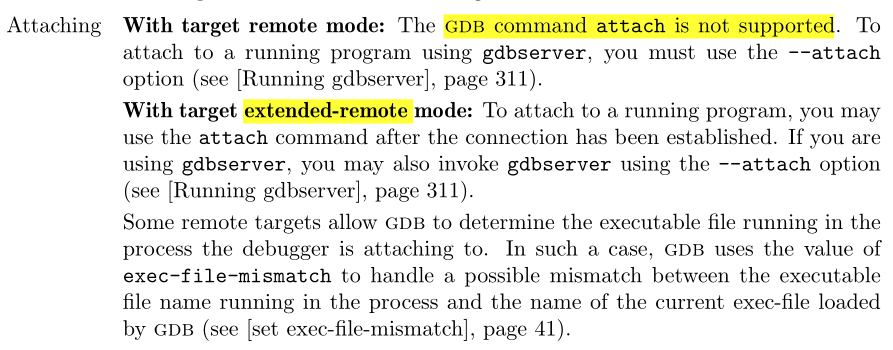 Attaching With target remote mode: The GDB command attach is not supported. To
attach to a running program using gdbserver, you must use the --attach
option (see [Running gdbserver], page 311).
With target extended-remote mode: To attach to a running program, you may
use the attach command after the connection has been established. If you are
using gdbserver, you may also invoke gdbserver using the --attach option
(see [Running gdbserver], page 311).
Some remote targets allow GDB to determine the executable file running in the
process the debugger is attaching to. In such a case, GDB uses the value of
exec-file-mismatch to handle a possible mismatch between the executable
file name running in the process and the name of the current exec-file loaded
by GDB (see [set exec-file-mismatch], page 41).